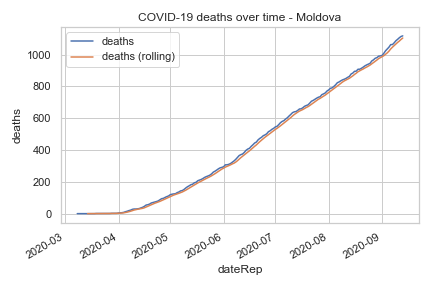 COVID-19 deaths over time - Moldova
deaths
deaths (rolling)
deaths
1000
800
600
400
200
0
2020-03
2020-04
2020-05
2020-06
2020-07
2020-08
2020-09
dateRep